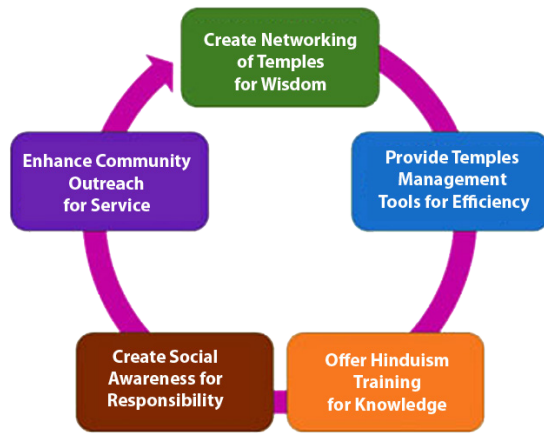 Create Networking
of Temples
for Wisdom
Provide Temples
Management
Tools for Efficiency
Offer Hinduism
Training
for Knowledge
Create Social
Awareness for
Responsibility
Enhance Community
Outreach
for Service